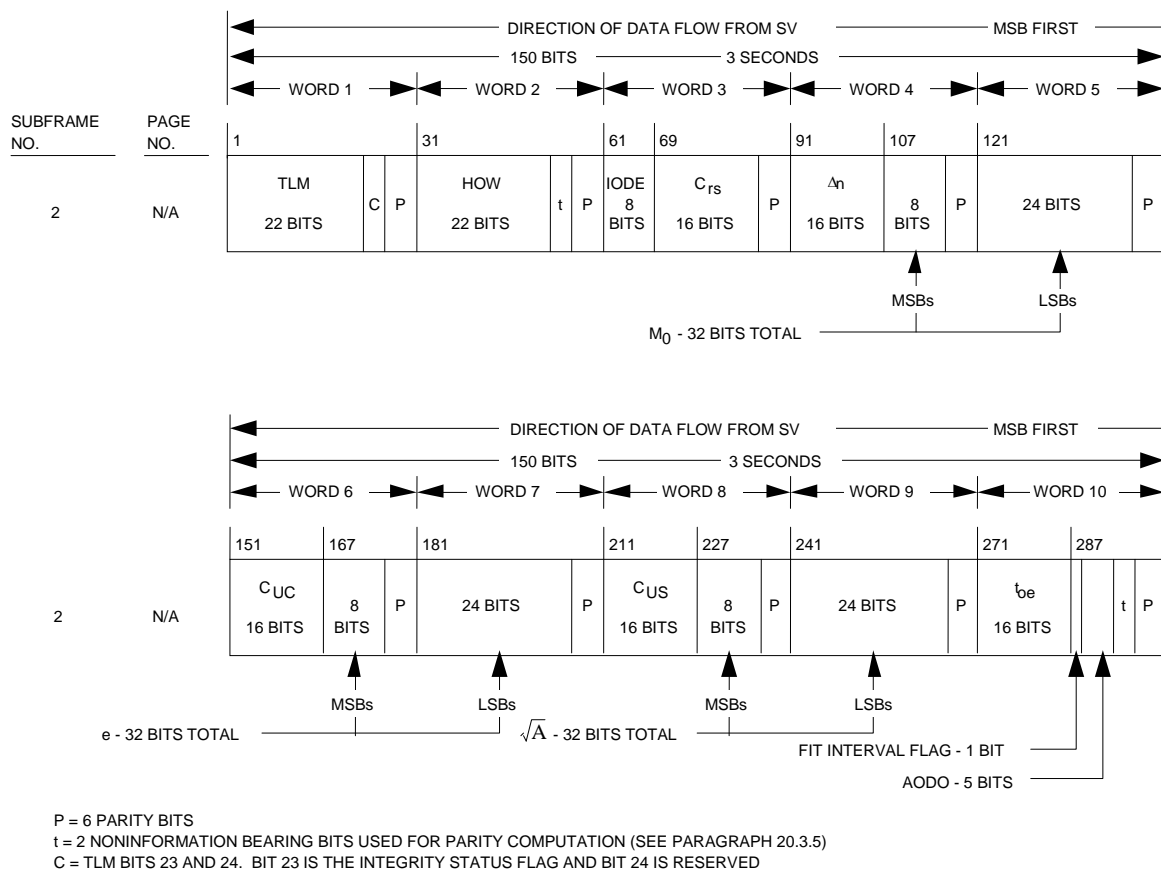 DIRECTION OF DATA FLOW FROM SV MSB FIRST
150 BITS 3 SECONDS
WORD 1 WORD 2 WORD 3 WORD 4 WORD 5
SUBFRAME NO. PAGE NO.
1 31 61 69 91 107 121
2 N/A
TLM 22 BITS
C
P
HOW 22 BITS
t
P
IODE 8 BITS
Crs 16 BITS
P
Δn 16 BITS
8 BITS
P
24 BITS
P
MSBs LSBs
M0 - 32 BITS TOTAL
DIRECTION OF DATA FLOW FROM SV MSB FIRST
150 BITS 3 SECONDS
WORD 6 WORD 7 WORD 8 WORD 9 WORD 10
151 167 181 211 227 241 271 287
2 N/A
CUC 16 BITS
8 BITS
P
24 BITS
P
CUS 16 BITS
8 BITS
P
24 BITS
P
toe 16 BITS
t
P
MSBs LSBs MSBs LSBs
e - 32 BITS TOTAL √A - 32 BITS TOTAL
FIT INTERVAL FLAG - 1 BIT
AODO - 5 BITS
P = 6 PARITY BITS
t = 2 NONINFORMATION BEARING BITS USED FOR PARITY COMPUTATION (SEE PARAGRAPH 20.3.5)
C = TLM BITS 23 AND 24. BIT 23 IS THE INTEGRITY STATUS FLAG AND BIT 24 IS RESERVED